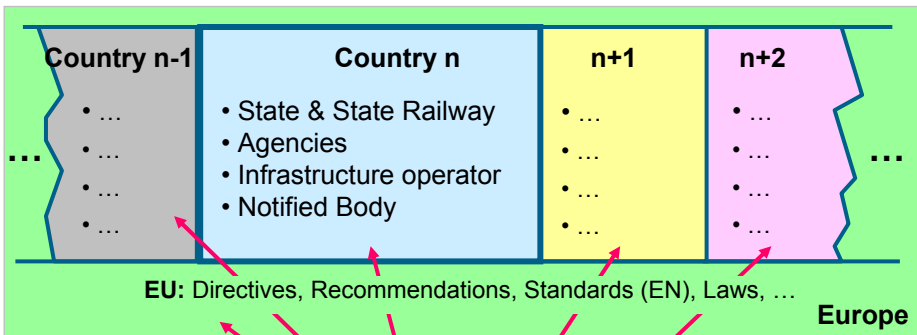 Country n-1
• …
• …
• …
• …
Country n
• State & State Railway
• Agencies
• Infrastructure operator
• Notified Body
n+1
• …
• …
• …
• …
n+2
• …
• …
• …
• …
…
…
EU: Directives, Recommendations, Standards (EN), Laws, …
Europe